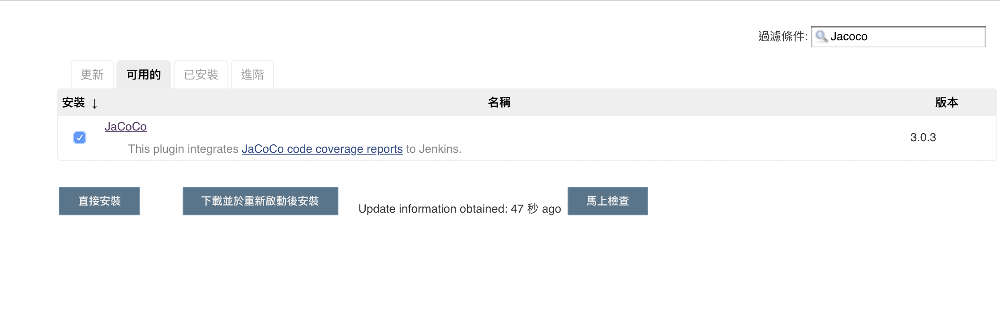 過濾條件: Jacoco
更新 可用的 已安裝 進階
安裝 ↓ 名稱 版本
JaCoCo
This plugin integrates JaCoCo code coverage reports to Jenkins.
3.0.3
直接安裝 下載並於重新啟動後安裝 Update information obtained: 47 秒 ago 馬上檢查